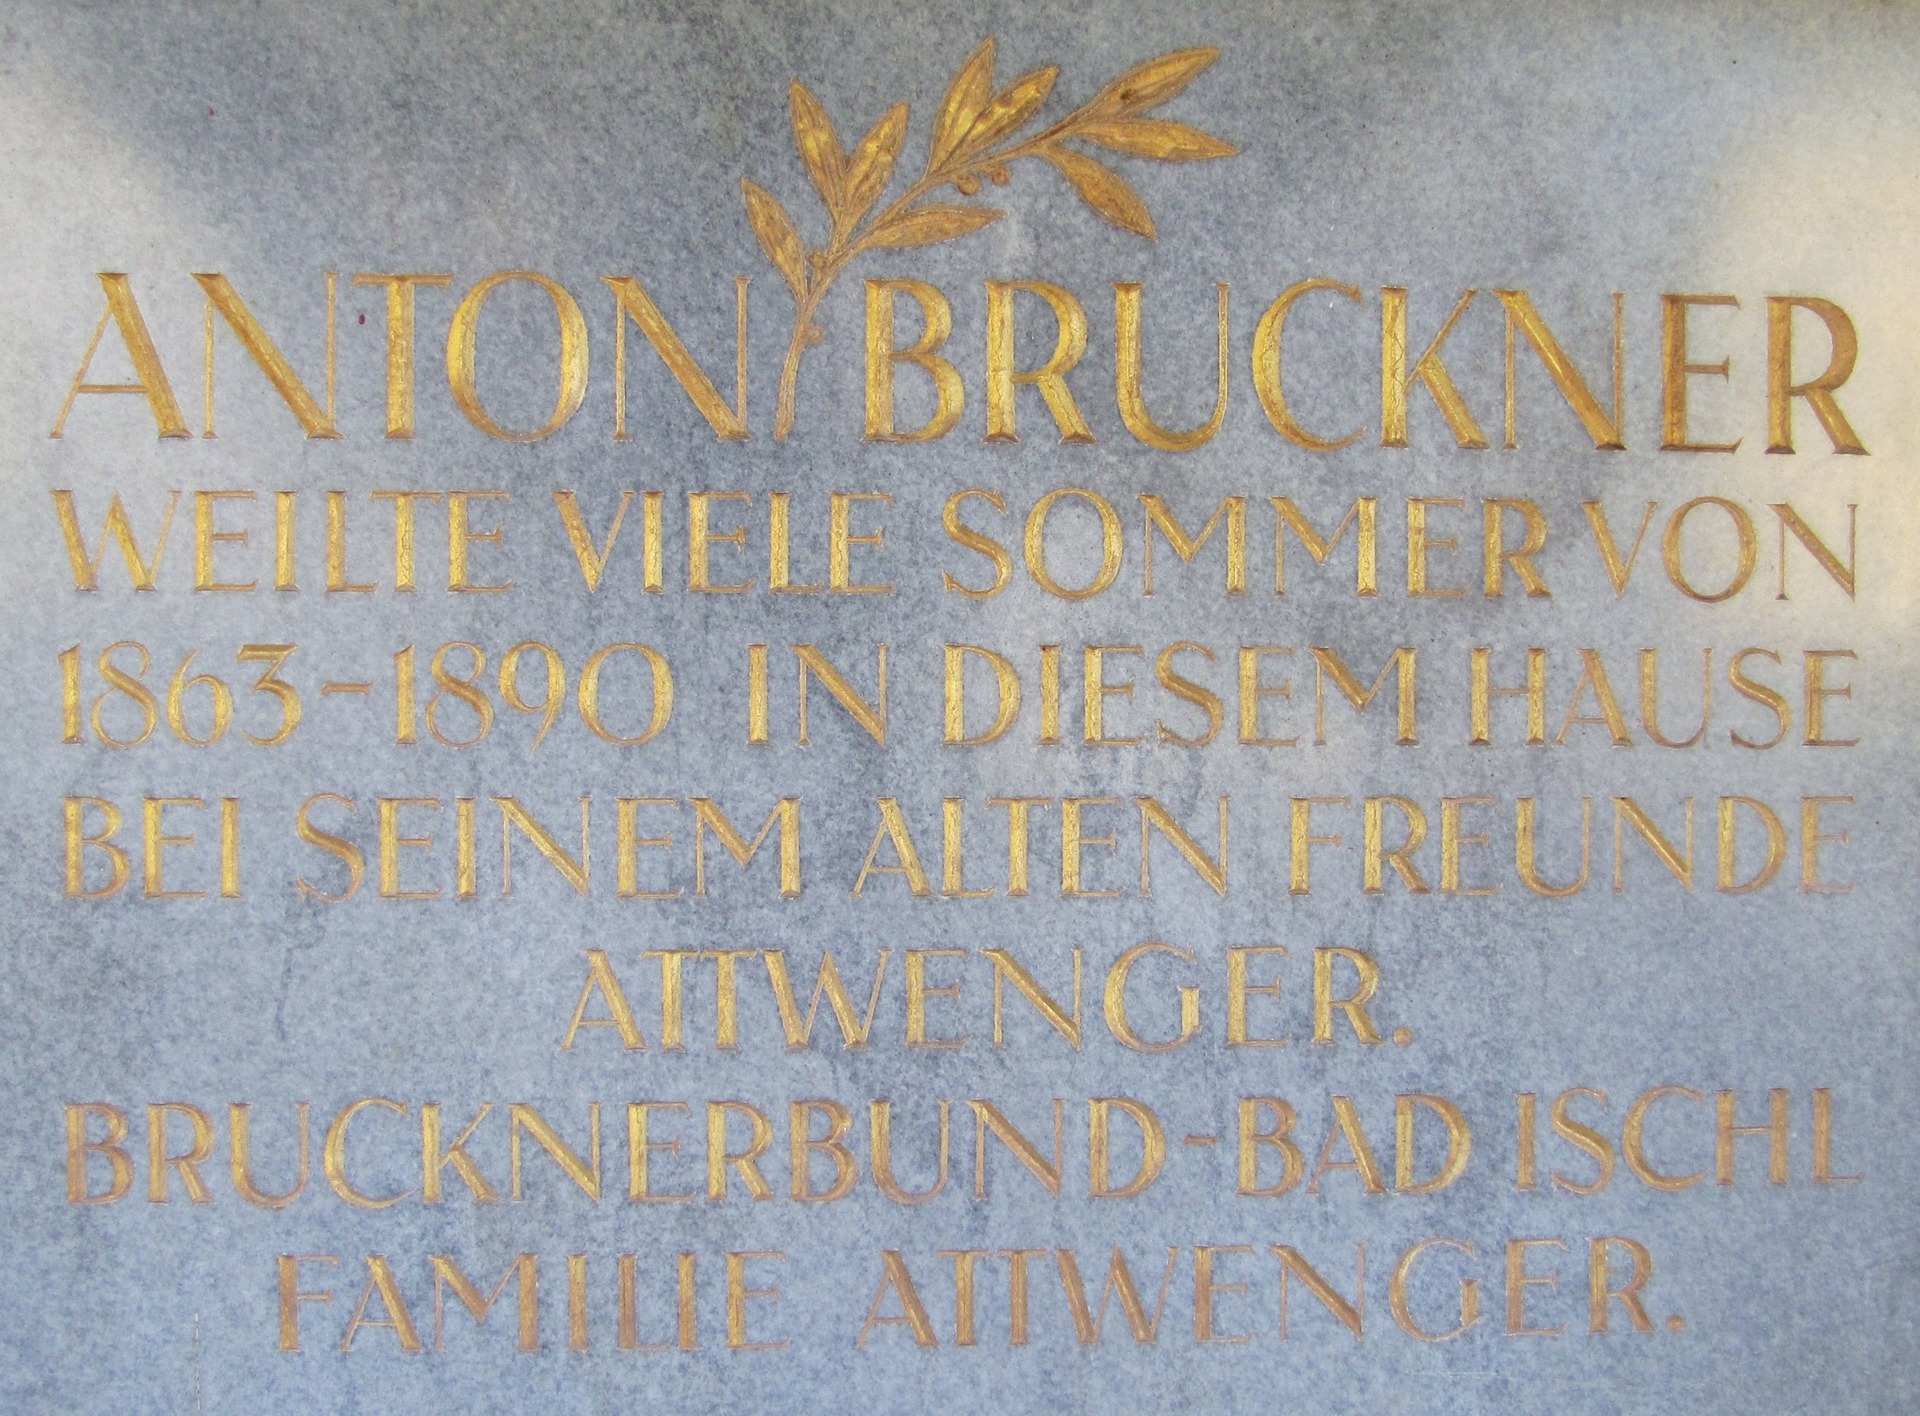 ANTON BRUCKNER
WEILTE VIELE SOMMER VON
1863-1890 IN DIESEM HAUSE
BEI SEINEM ALTEN FREUNDE
ATTWENGER.
BRUCKNERBUND-BAD ISCHL
FAMILIE ATTWENGER.